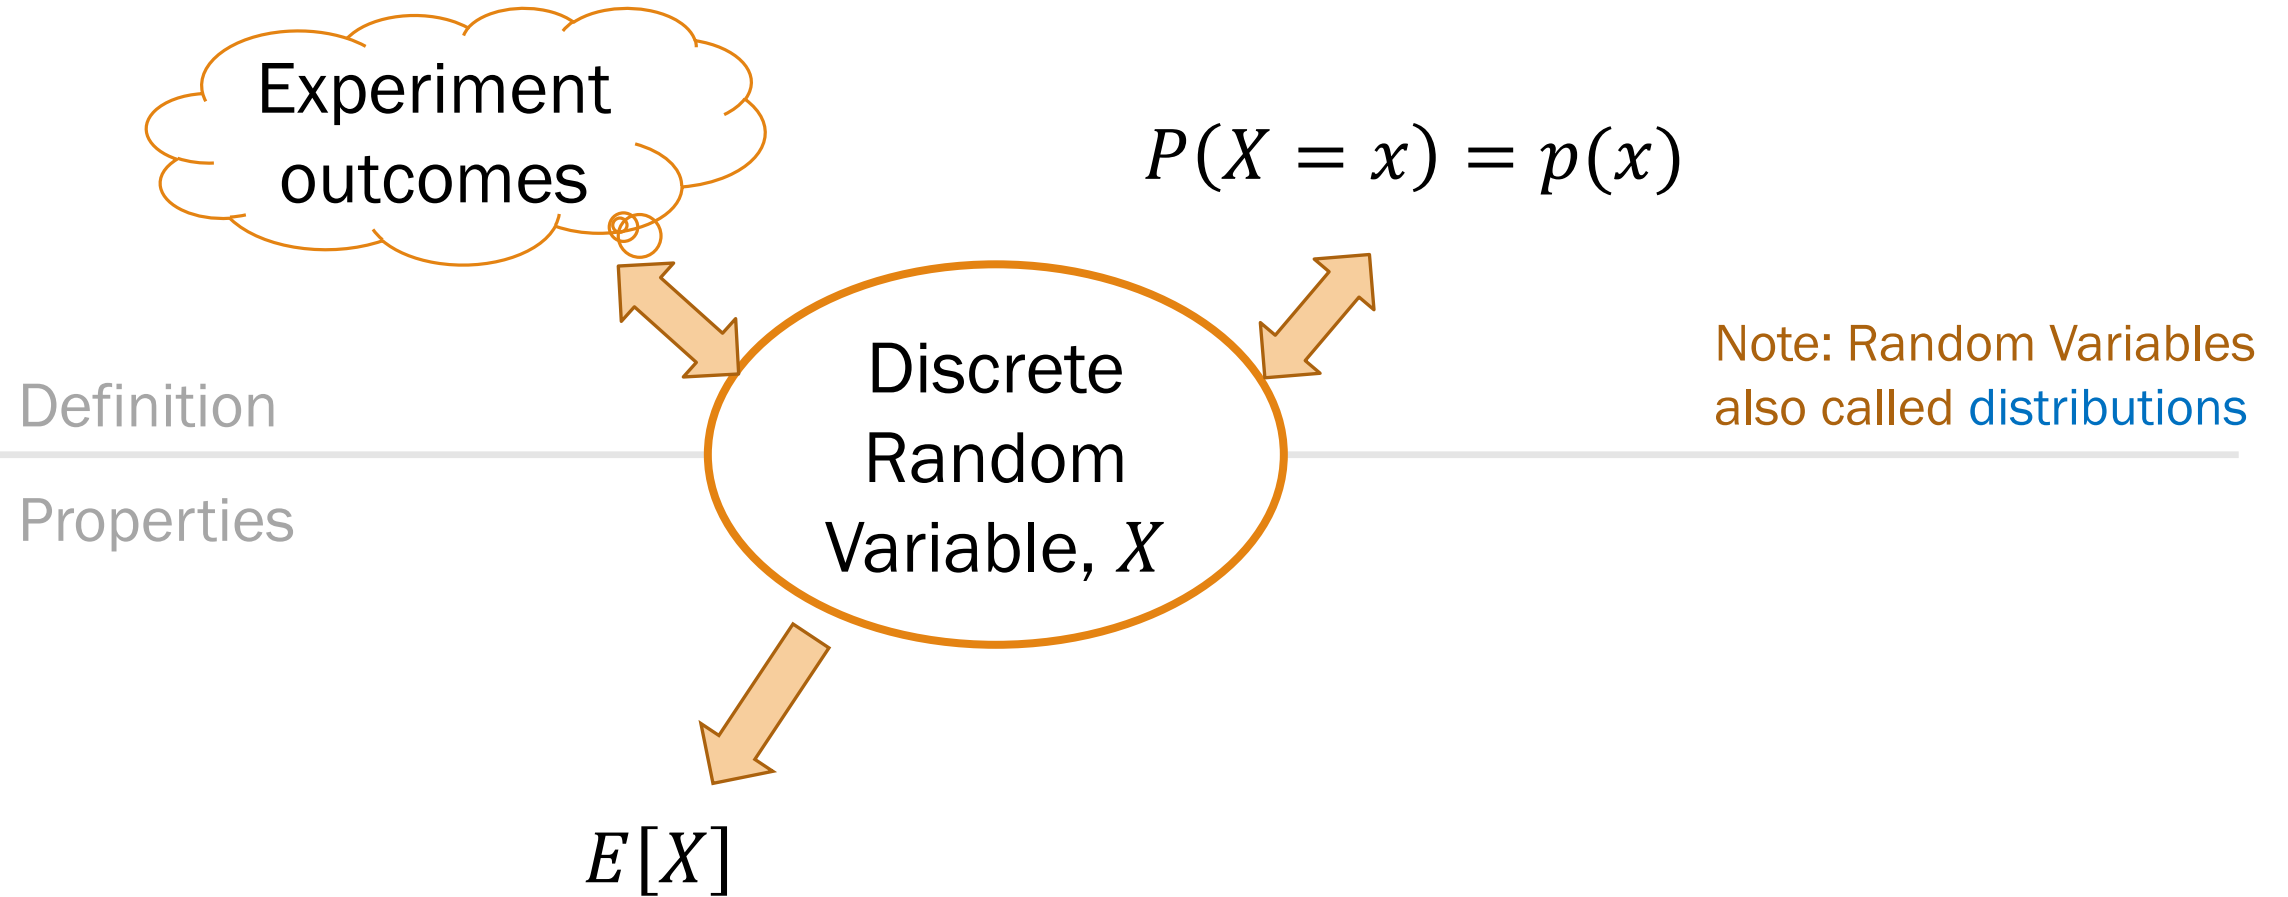 Experiment
outcomes
P(X = x) = p(x)
Note: Random Variables
also called distributions
Definition
Properties
Discrete
Random
Variable, X
E[X]